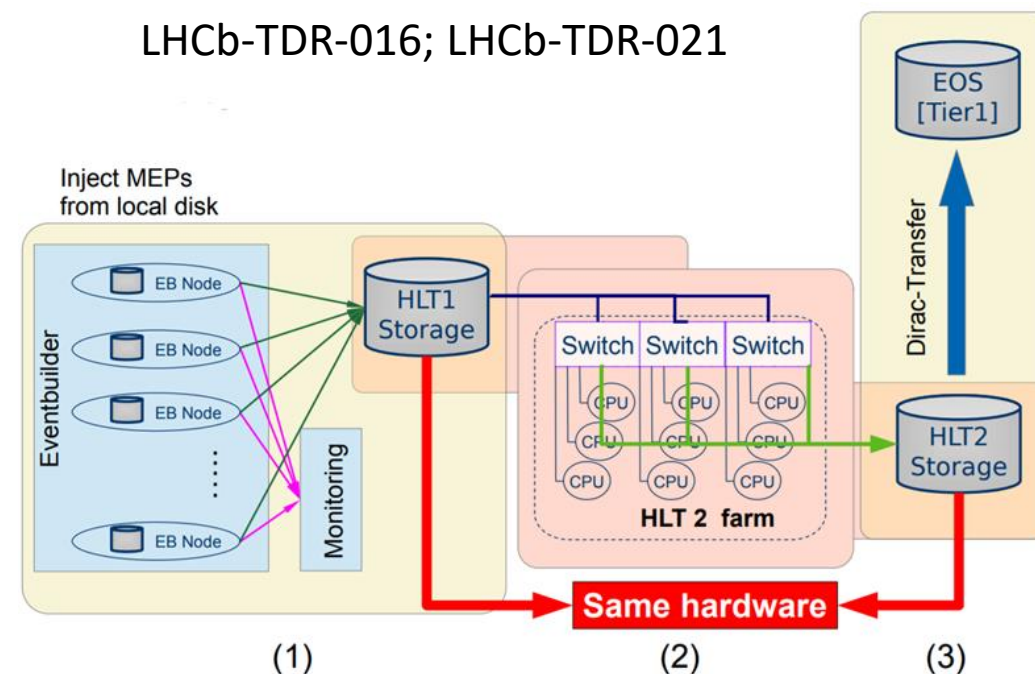 LHCb-TDR-016; LHCb-TDR-021
EOS
[Tier1]
Inject MEPs
from local disk
Dirac-Transfer
Eventbuilder
EB Node
EB Node
EB Node
.....
EB Node
Monitoring
HLT1
Storage
Switch
Switch
Switch
CPU
CPU
CPU
CPU
CPU
CPU
CPU
CPU
CPU
HLT 2 farm
HLT2
Storage
Same hardware
(1)
(2)
(3)